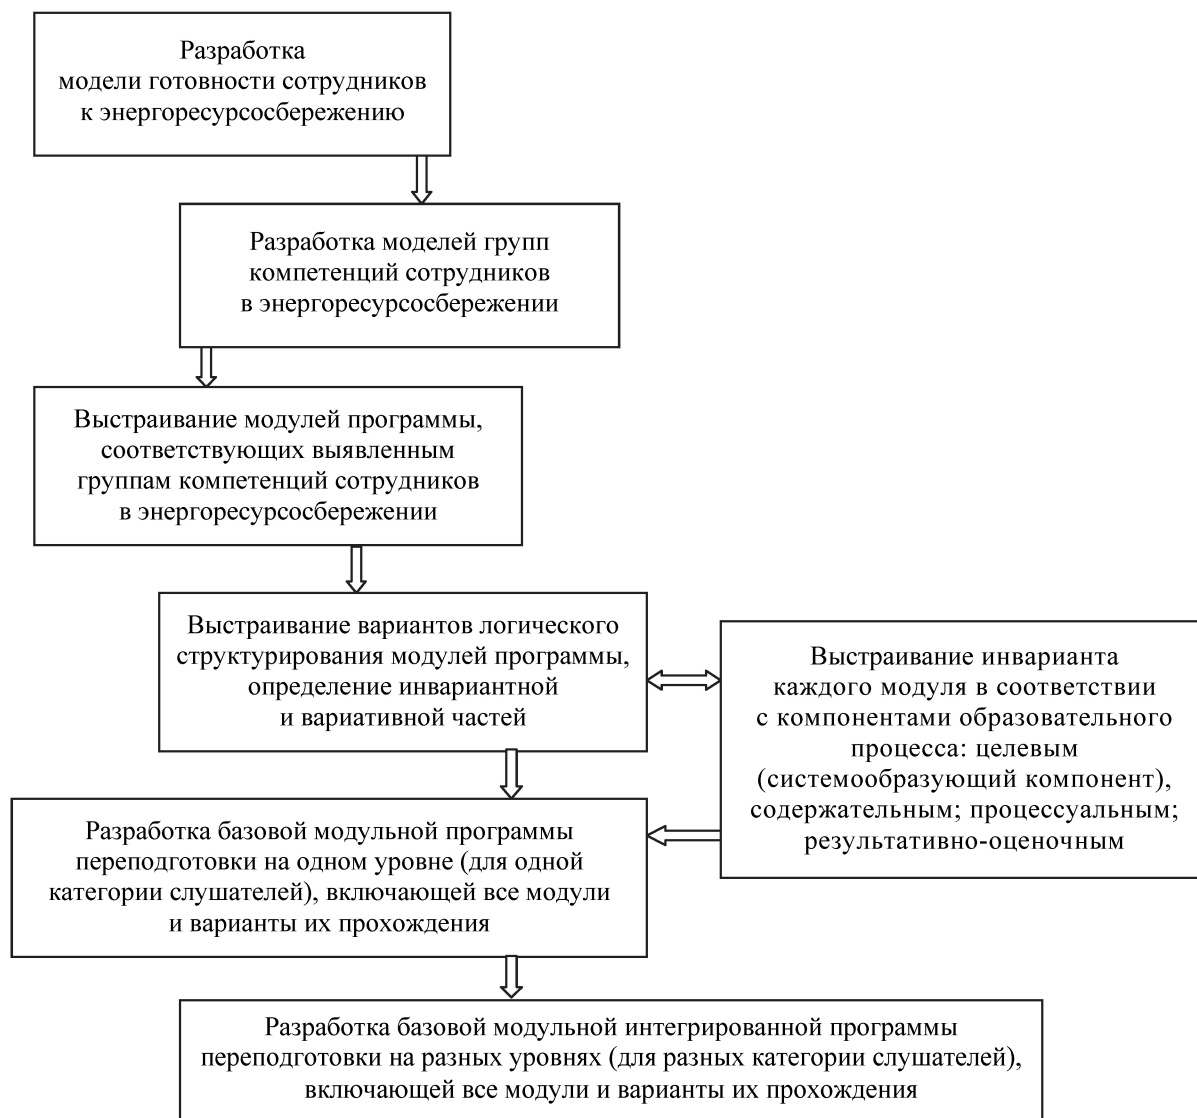 Разработка
модели готовности сотрудников
к энергоресурсосбережению
Разработка моделей групп
компетенций сотрудников
в энергоресурсосбережении
Выстраивание модулей программы,
соответствующих выявленным
группам компетенций сотрудников
в энергоресурсосбережении
Выстраивание вариантов логического
структурирования модулей программы,
определение инвариантной
и вариативной частей
Выстраивание инварианта
каждого модуля в соответствии
с компонентами образовательного
процесса: целевым
(системообразующий компонент),
содержательным; процессуальным;
результативно-оценочным
Разработка базовой модульной программы
переподготовки на одном уровне (для одной
категории слушателей), включающей все модули
и варианты их прохождения
Разработка базовой модульной интегрированной программы
переподготовки на разных уровнях (для разных категории слушателей),
включающей все модули и варианты их прохождения